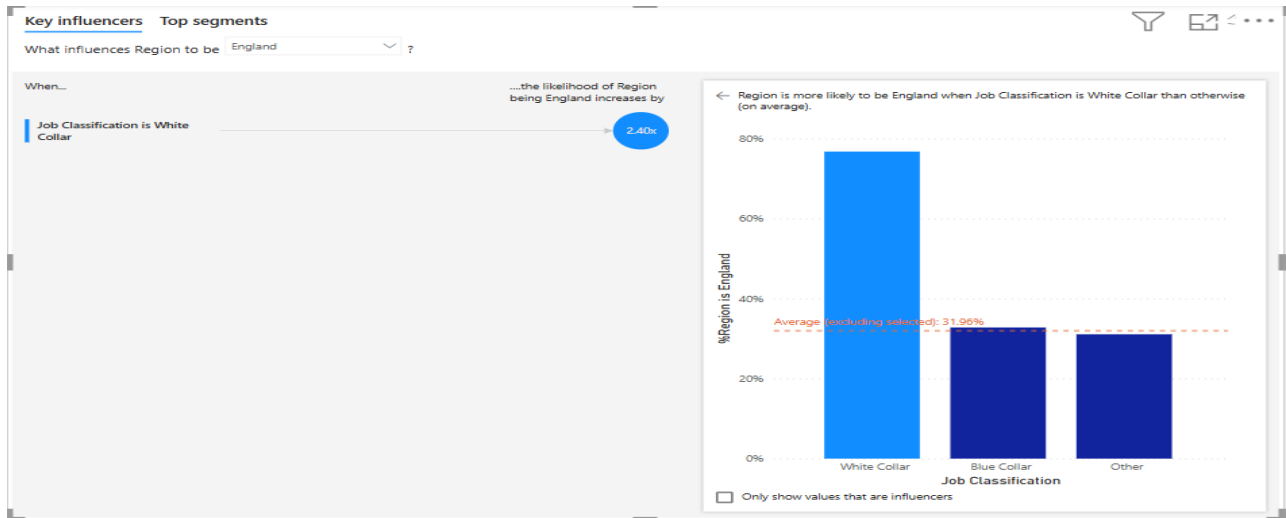 Key influencers Top segments
What influences Region to be England ?
When...
....the likelihood of Region
being England increases by
Job Classification is White
Collar
2.40x
Region is more likely to be England when Job Classification is White Collar than otherwise
(on average).
80%
60%
40%
20%
0%
%Region is England
Average (excluding selected): 31.96%
White Collar
Blue Collar
Other
Job Classification
Only show values that are influencers